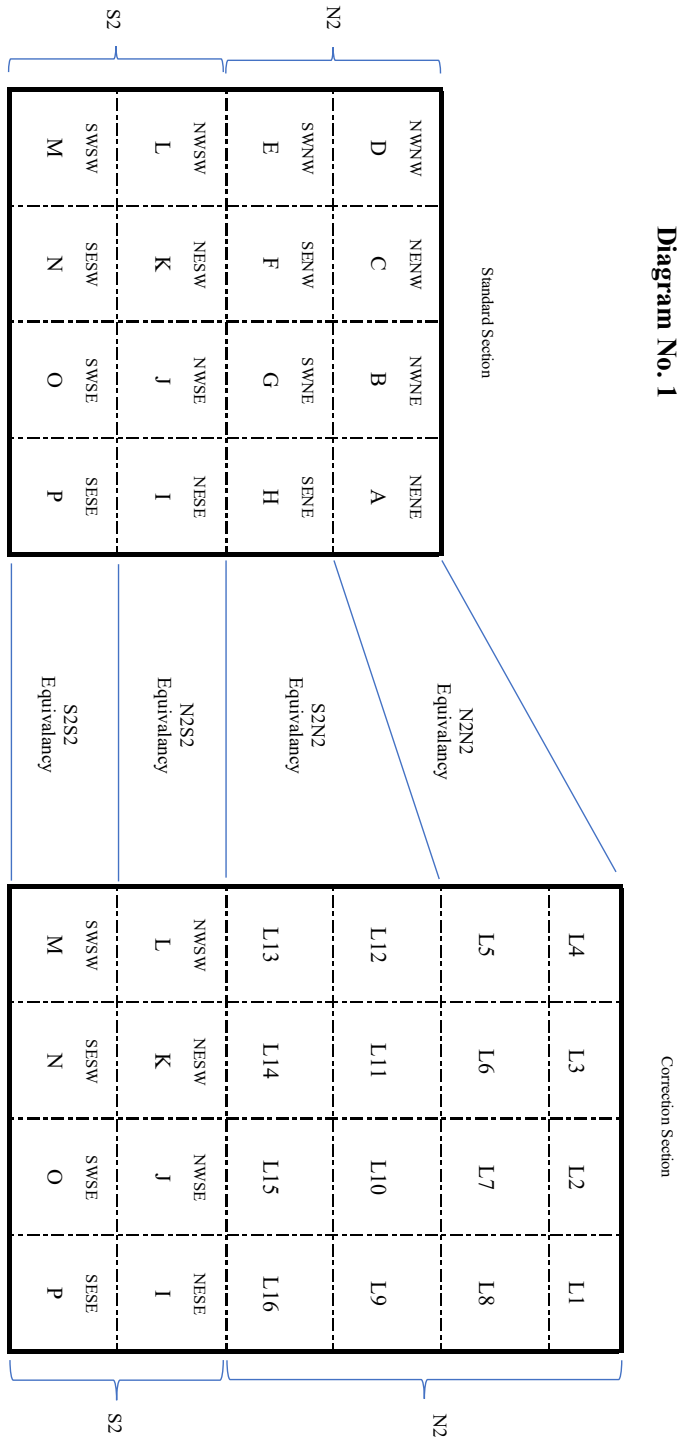 Diagram No. 1
Standard Section
Correction Section
N2
S2
NWNW
D
NENW
C
NWNE
B
NENE
A
SWNW
E
SENW
F
SWNE
G
SENE
H
NWSW
L
NESW
K
NWSE
J
NESE
I
SWSW
M
SESW
N
SWSE
O
SESE
P
N2N2
Equivalancy
S2N2
Equivalancy
N2S2
Equivalancy
S2S2
Equivalancy
L4
L3
L2
L1
L5
L6
L7
L8
L12
L11
L10
L9
L13
L14
L15
L16
NWSW
L
NESW
K
NWSE
J
NESE
I
SWSW
M
SESW
N
SWSE
O
SESE
P
N2
S2